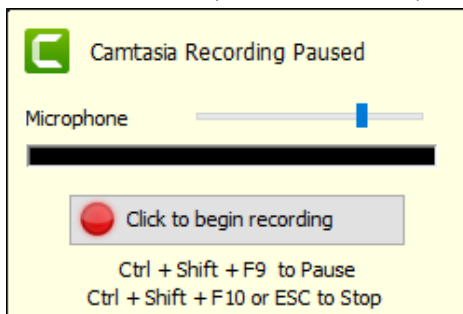 Camtasia Recording Paused
Microphone
Click to begin recording
Ctrl + Shift + F9 to Pause
Ctrl + Shift + F10 or ESC to Stop